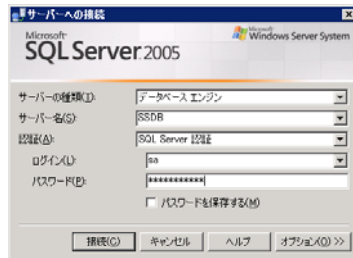 サーバーへの接続
Microsoft
SQL Server 2005
Microsoft
Windows Server System
サーバーの種類(T):
データベース エンジン
サーバー名(S):
SSDB
認証(A):
SQL Server 認証
ログイン(L):
sa
パスワード(P):
***********
パスワードを保存する(M)
接続(C)
キャンセル
ヘルプ
オプション(O) >>